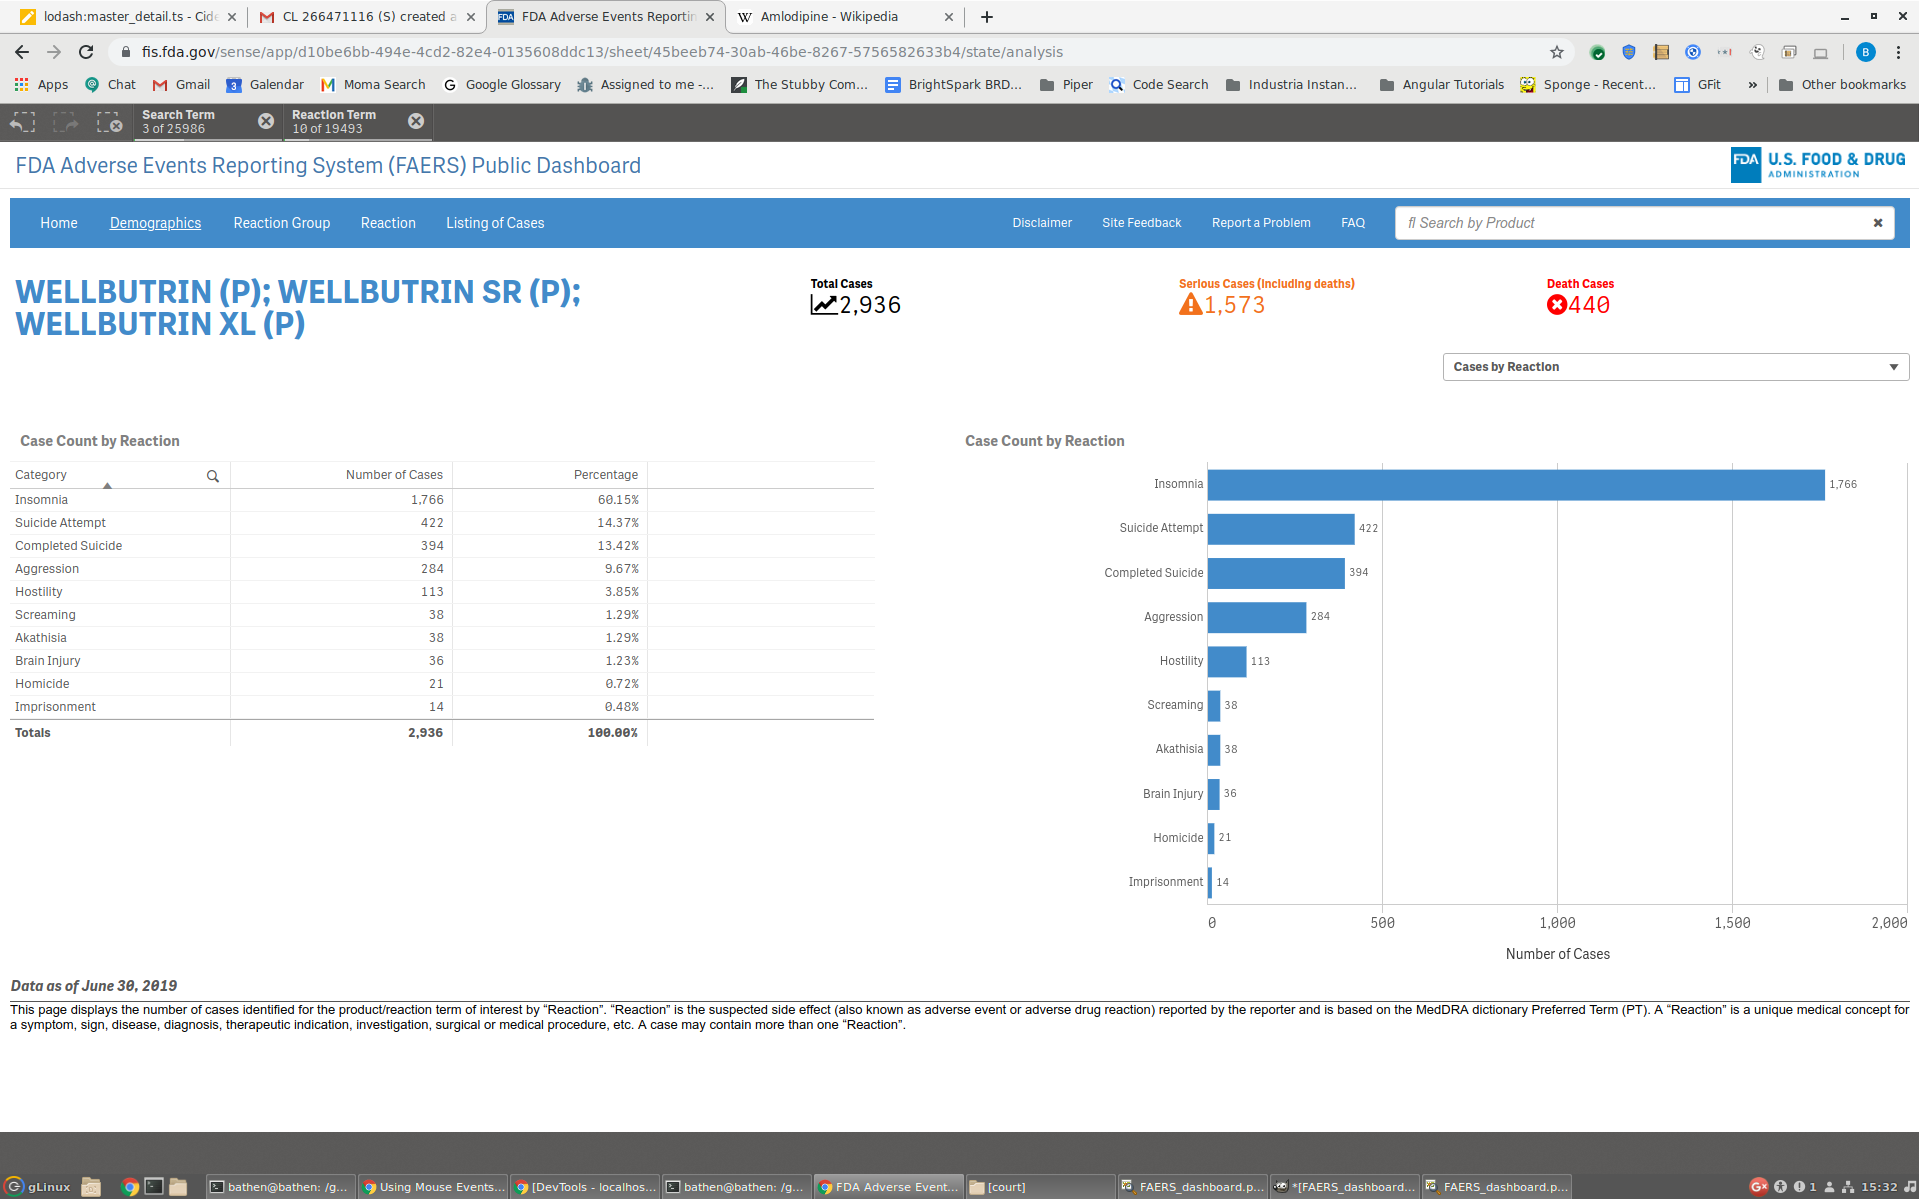 lodash:master_detail.ts - Cide
CL 266471116 (S) created a
FDA Adverse Events Reportin
Amlodipine - Wikipedia
fis.fda.gov/sense/app/d10be6bb-494e-4cd2-82e4-0135608ddc13/sheet/45beeb74-30ab-46be-8267-5756582633b4/state/analysis
B
Apps
Chat
Gmail
Galendar
Moma Search
Google Glossary
Assigned to me -...
The Stubby Com...
BrightSpark BRD...
Piper
Code Search
Industria Instan...
Angular Tutorials
Sponge - Recent...
GFit
Other bookmarks
Search Term
3 of 25986
Reaction Term
10 of 19493
FDA Adverse Events Reporting System (FAERS) Public Dashboard
FDA U.S. FOOD & DRUG
ADMINISTRATION
Home
Demographics
Reaction Group
Reaction
Listing of Cases
Disclaimer
Site Feedback
Report a Problem
FAQ
fl Search by Product
WELLBUTRIN (P); WELLBUTRIN SR (P);
WELLBUTRIN XL (P)
Total Cases
2,936
Serious Cases (Including deaths)
1,573
Death Cases
440
Cases by Reaction
Case Count by Reaction
Category Number of Cases Percentage
Insomnia 1,766 60.15%
Suicide Attempt 422 14.37%
Completed Suicide 394 13.42%
Aggression 284 9.67%
Hostility 113 3.85%
Screaming 38 1.29%
Akathisia 38 1.29%
Brain Injury 36 1.23%
Homicide 21 0.72%
Imprisonment 14 0.48%
Totals 2,936 100.00%
Case Count by Reaction
Insomnia 1,766
Suicide Attempt 422
Completed Suicide 394
Aggression 284
Hostility 113
Screaming 38
Akathisia 38
Brain Injury 36
Homicide 21
Imprisonment 14
0 500 1,000 1,500 2,000
Number of Cases
Data as of June 30, 2019
This page displays the number of cases identified for the product/reaction term of interest by “Reaction”. “Reaction” is the suspected side effect (also known as adverse event or adverse drug reaction) reported by the reporter and is based on the MedDRA dictionary Preferred Term (PT). A “Reaction” is a unique medical concept for
a symptom, sign, disease, diagnosis, therapeutic indication, investigation, surgical or medical procedure, etc. A case may contain more than one “Reaction”.
gLinux
bathen@bathen: /g...
Using Mouse Events...
[DevTools - localhos...
bathen@bathen: /g...
FDA Adverse Event...
[court]
FAERS_dashboard.p...
*[FAERS_dashboard...
FAERS_dashboard.p...
1
15:32